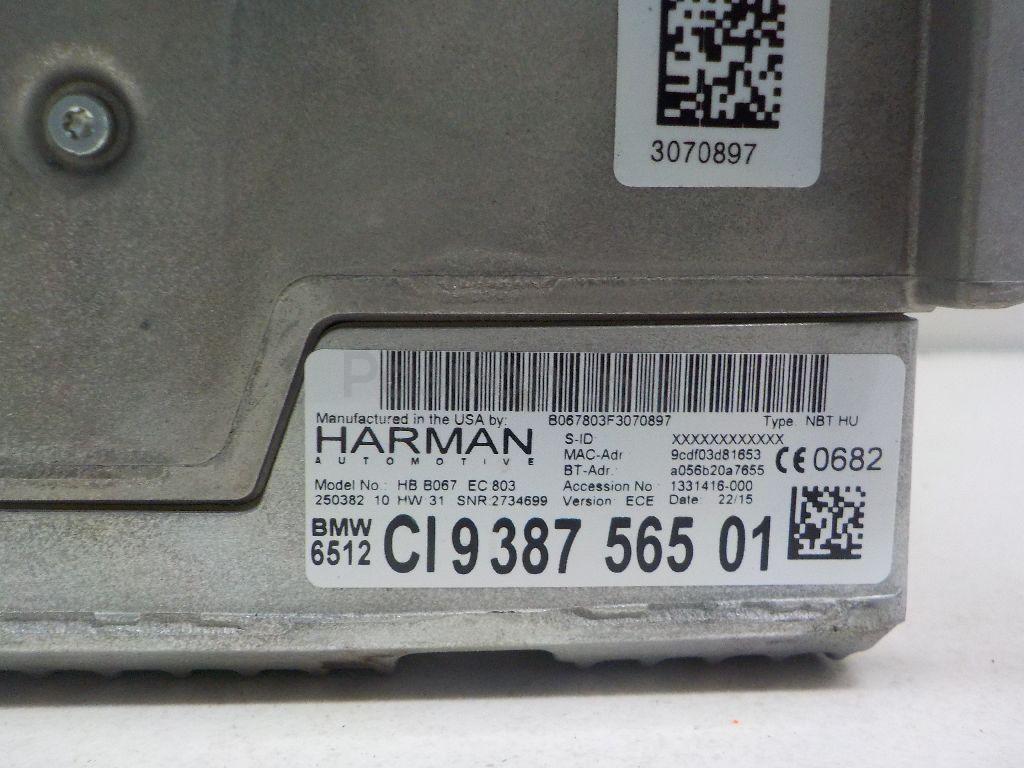 3070897
Manufactured in the USA by: B067803F3070897 Type: NBT HU
HARMAN
AUTOMOTIVE
S-ID: XXXXXXXXXXXX
MAC-Adr.: 9cdf03d81653
BT-Adr.: a056b20a7655
CE 0682
Model No.: HB B067 EC 803 Accession No.: 1331416-000
250382 10 HW 31 SNR:2734699 Version: ECE Date: 22/15
BMW
6512 CI 9 387 565 01